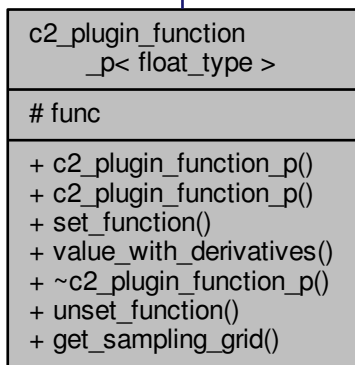 c2_plugin_function
_p< float_type >
# func
+ c2_plugin_function_p()
+ c2_plugin_function_p()
+ set_function()
+ value_with_derivatives()
+ ~c2_plugin_function_p()
+ unset_function()
+ get_sampling_grid()